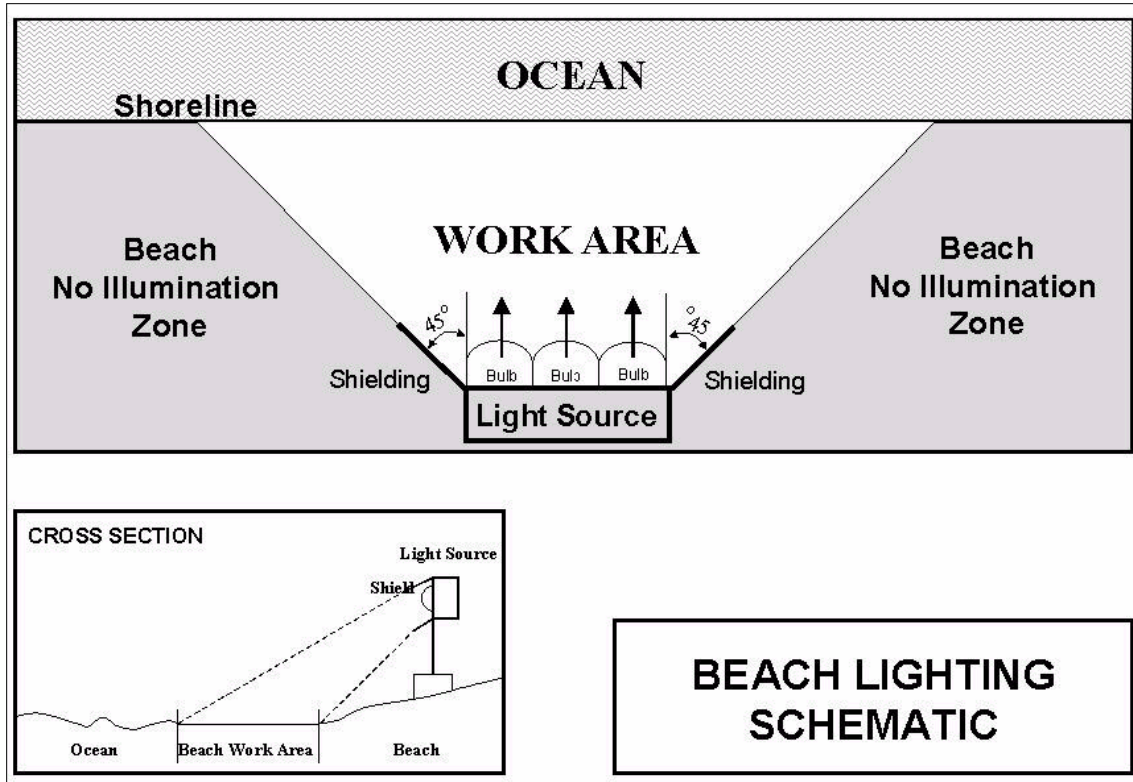 OCEAN
Shoreline
WORK AREA
Beach
No Illumination
Zone
Beach
No Illumination
Zone
45°
°45
Shielding
Bulb
Bulb
Bulb
Shielding
Light Source
CROSS SECTION
Light Source
Shield
Ocean
Beach Work Area
Beach
BEACH LIGHTING
SCHEMATIC